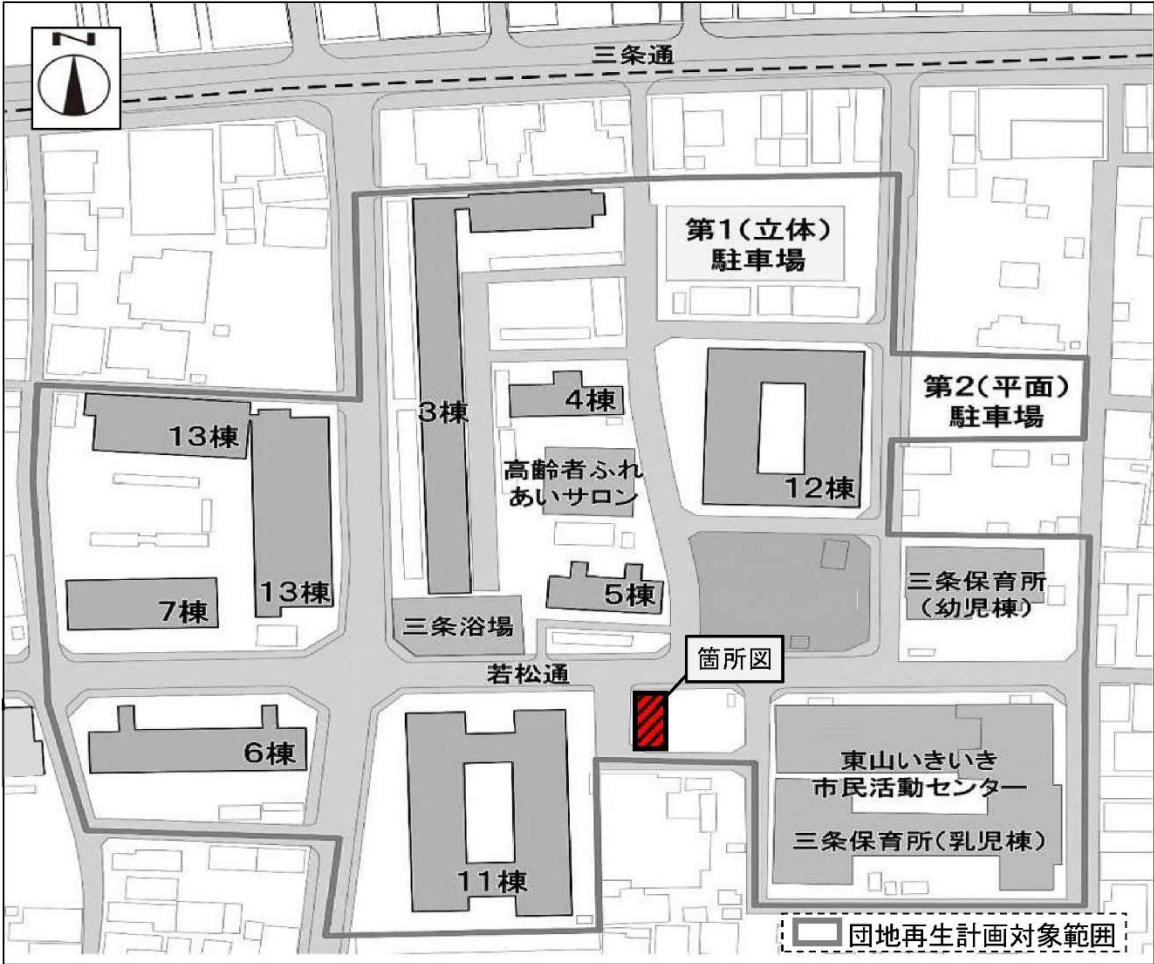 N
三条通
第1(立体)
駐車場
第2(平面)
駐車場
3棟
4棟
13棟
高齢者ふれ
あいサロン
12棟
13棟
7棟
5棟
三条保育所
(幼児棟)
三条浴場
箇所図
若松通
6棟
東山いきいき
市民活動センター
三条保育所(乳児棟)
11棟
団地再生計画対象範囲